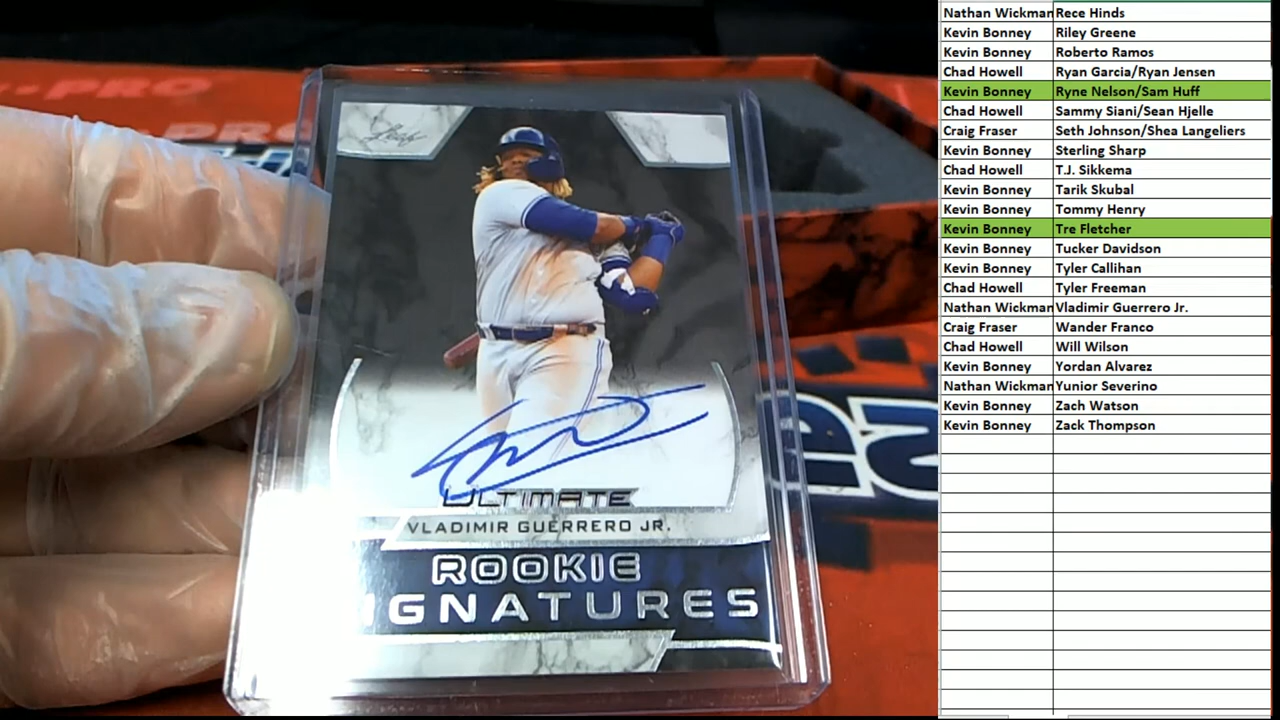 -PRO
PRO
Leaf
ULTIMATE
VLADIMIR GUERRERO JR.
ROOKIE
IGNATURES
Nathan Wickman Rece Hinds
Kevin Bonney Riley Greene
Kevin Bonney Roberto Ramos
Chad Howell Ryan Garcia/Ryan Jensen
Kevin Bonney Ryne Nelson/Sam Huff
Chad Howell Sammy Siani/Sean Hjelle
Craig Fraser Seth Johnson/Shea Langeliers
Kevin Bonney Sterling Sharp
Chad Howell T.J. Sikkema
Kevin Bonney Tarik Skubal
Kevin Bonney Tommy Henry
Kevin Bonney Tre Fletcher
Kevin Bonney Tucker Davidson
Kevin Bonney Tyler Callihan
Chad Howell Tyler Freeman
Nathan Wickman Vladimir Guerrero Jr.
Craig Fraser Wander Franco
Chad Howell Will Wilson
Kevin Bonney Yordan Alvarez
Nathan Wickman Yunior Severino
Kevin Bonney Zach Watson
Kevin Bonney Zack Thompson